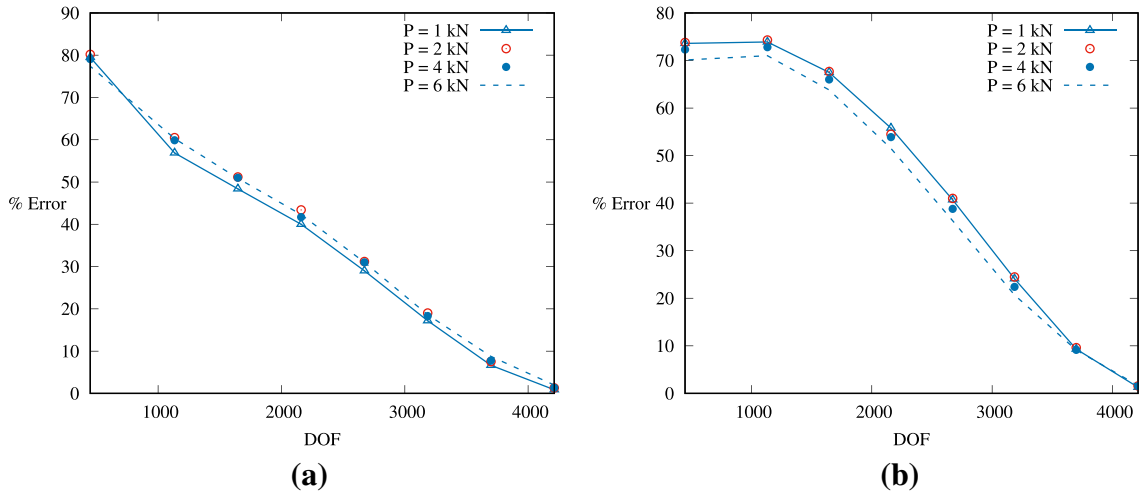 90
80
70
60
50
% Error
40
30
20
10
0
1000 2000 3000 4000
DOF
P = 1 kN
P = 2 kN
P = 4 kN
P = 6 kN
(a)
80
70
60
50
% Error 40
30
20
10
0
1000 2000 3000 4000
DOF
P = 1 kN
P = 2 kN
P = 4 kN
P = 6 kN
(b)